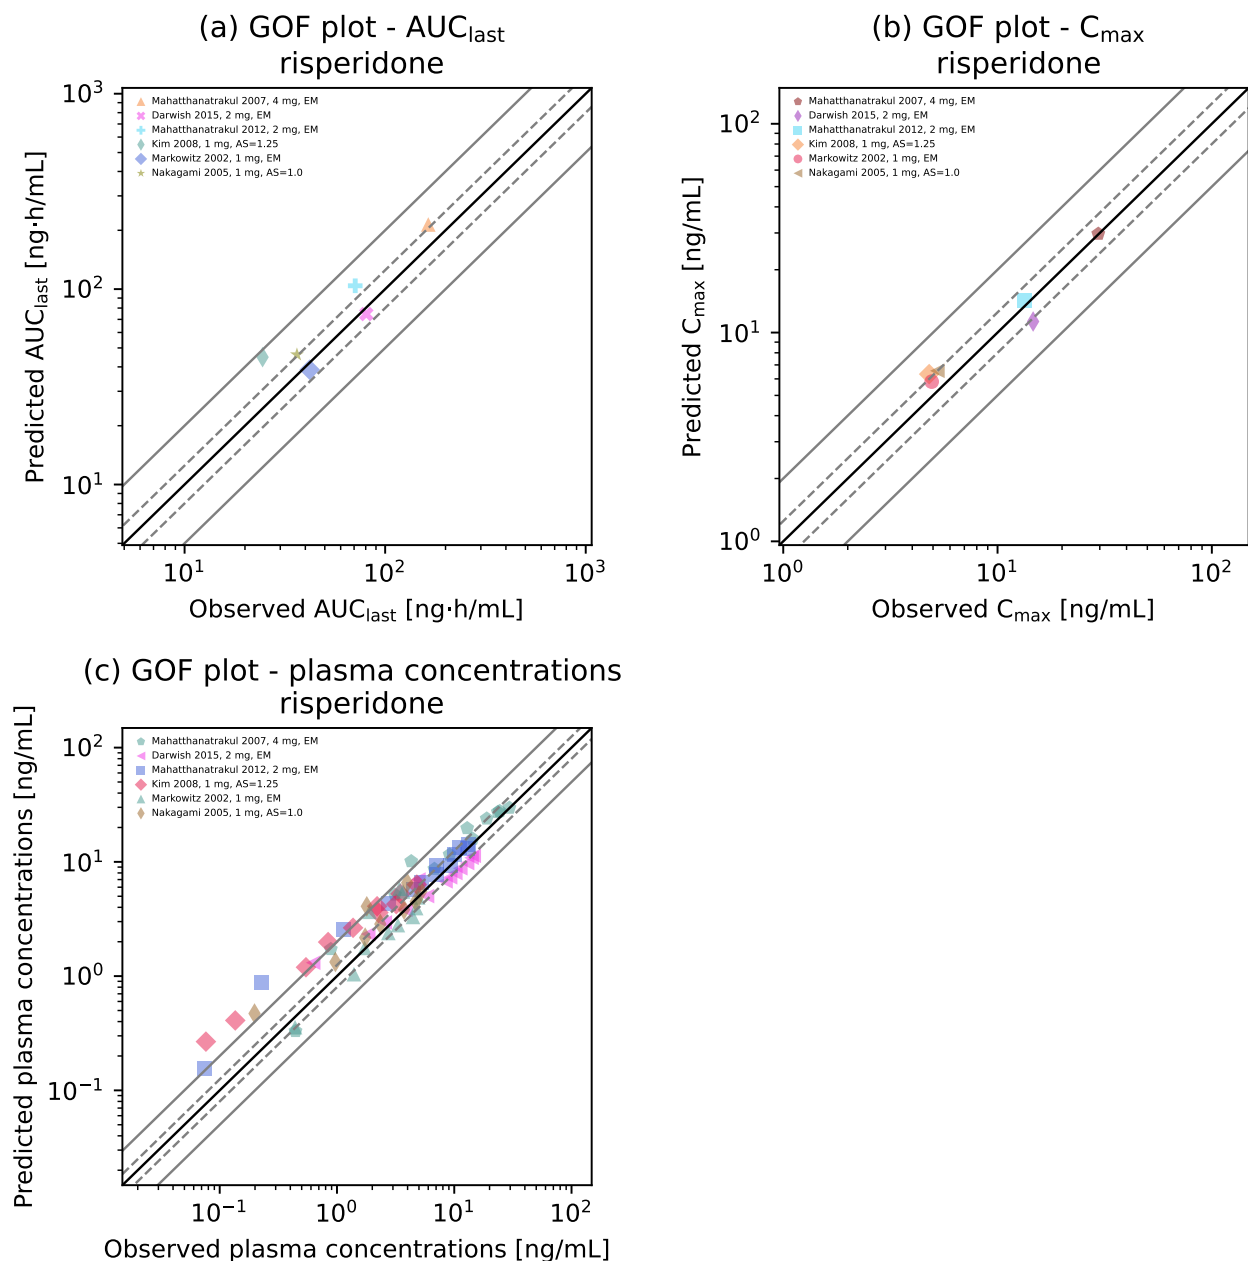 (a) GOF plot - AUClast
risperidone
10³
10²
10¹
Predicted AUClast [ng·h/mL]
Mahatthanatrakul 2007, 4 mg, EM
Darwish 2015, 2 mg, EM
Mahatthanatrakul 2012, 2 mg, EM
Kim 2008, 1 mg, AS=1.25
Markowitz 2002, 1 mg, EM
Nakagami 2005, 1 mg, AS=1.0
10¹ 10² 10³
Observed AUClast [ng·h/mL]
(b) GOF plot - Cmax
risperidone
10²
10¹
10⁰
Predicted Cmax [ng/mL]
Mahatthanatrakul 2007, 4 mg, EM
Darwish 2015, 2 mg, EM
Mahatthanatrakul 2012, 2 mg, EM
Kim 2008, 1 mg, AS=1.25
Markowitz 2002, 1 mg, EM
Nakagami 2005, 1 mg, AS=1.0
10⁰ 10¹ 10²
Observed Cmax [ng/mL]
(c) GOF plot - plasma concentrations
risperidone
10²
10¹
10⁰
10⁻¹
Predicted plasma concentrations [ng/mL]
Mahatthanatrakul 2007, 4 mg, EM
Darwish 2015, 2 mg, EM
Mahatthanatrakul 2012, 2 mg, EM
Kim 2008, 1 mg, AS=1.25
Markowitz 2002, 1 mg, EM
Nakagami 2005, 1 mg, AS=1.0
10⁻¹ 10⁰ 10¹ 10²
Observed plasma concentrations [ng/mL]